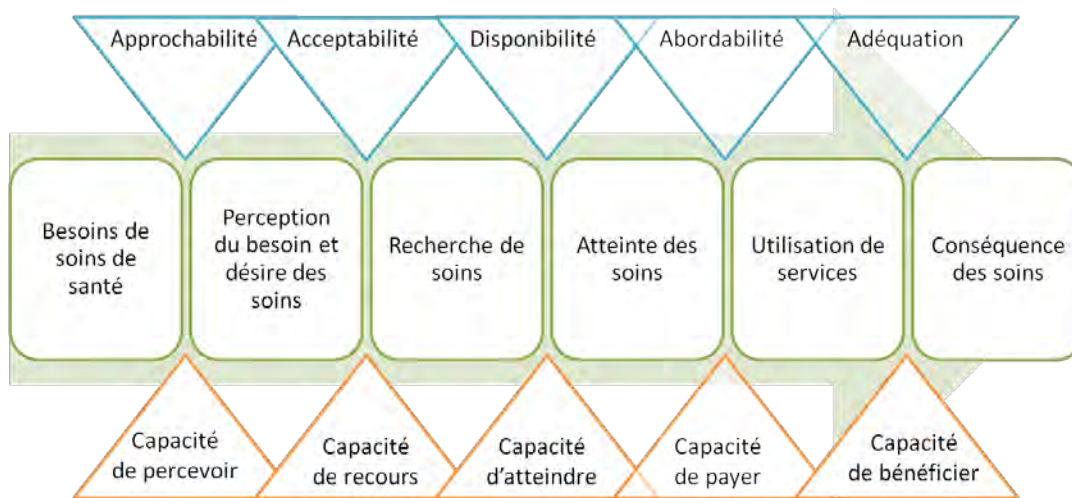 Approchabilité
Acceptabilité
Disponibilité
Abordabilité
Adéquation
Besoins de
soins de
santé
Perception
du besoin et
désire des
soins
Recherche de
soins
Atteinte des
soins
Utilisation de
services
Conséquence
des soins
Capacité
de percevoir
Capacité
de recours
Capacité
d'atteindre
Capacité
de payer
Capacité
de bénéficier